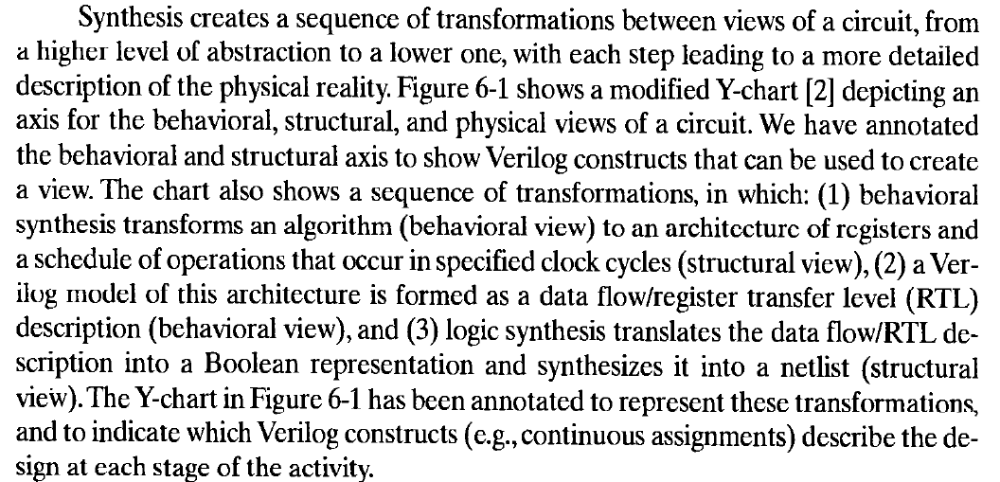 Synthesis creates a sequence of transformations between views of a circuit, from
a higher level of abstraction to a lower one, with each step leading to a more detailed
description of the physical reality. Figure 6-1 shows a modified Y-chart [2] depicting an
axis for the behavioral, structural, and physical views of a circuit. We have annotated
the behavioral and structural axis to show Verilog constructs that can be used to create
a view. The chart also shows a sequence of transformations, in which: (1) behavioral
synthesis transforms an algorithm (behavioral view) to an architecture of registers and
a schedule of operations that occur in specified clock cycles (structural view), (2) a Ver-
ilog model of this architecture is formed as a data flow/register transfer level (RTL)
description (behavioral view), and (3) logic synthesis translates the data flow/RTL de-
scription into a Boolean representation and synthesizes it into a netlist (structural
view). The Y-chart in Figure 6-1 has been annotated to represent these transformations,
and to indicate which Verilog constructs (e.g., continuous assignments) describe the de-
sign at each stage of the activity.